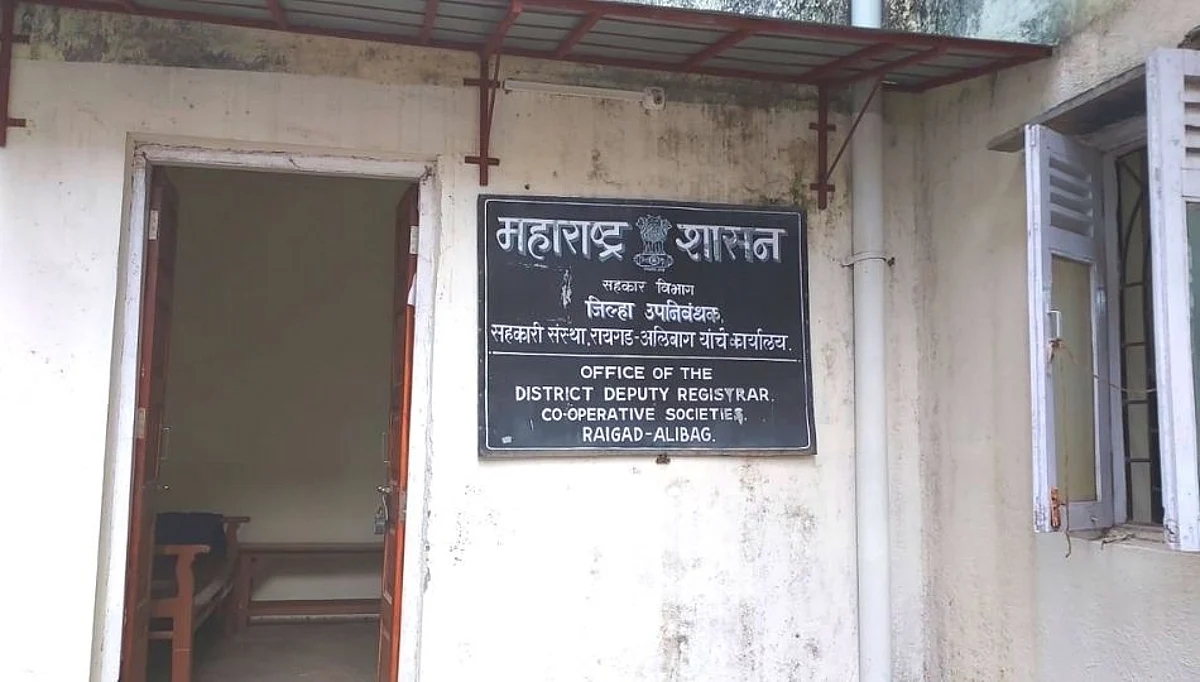 महाराष्ट्र शासन
सहकार विभाग
जिल्हा उपनिबंधक.
सहकारी संस्था, रायगड-अलिबाग यांचे कार्यालय.
OFFICE OF THE
DISTRICT DEPUTY REGISTRAR.
CO-OPERATIVE SOCIETIES.
RAIGAD-ALIBAG.